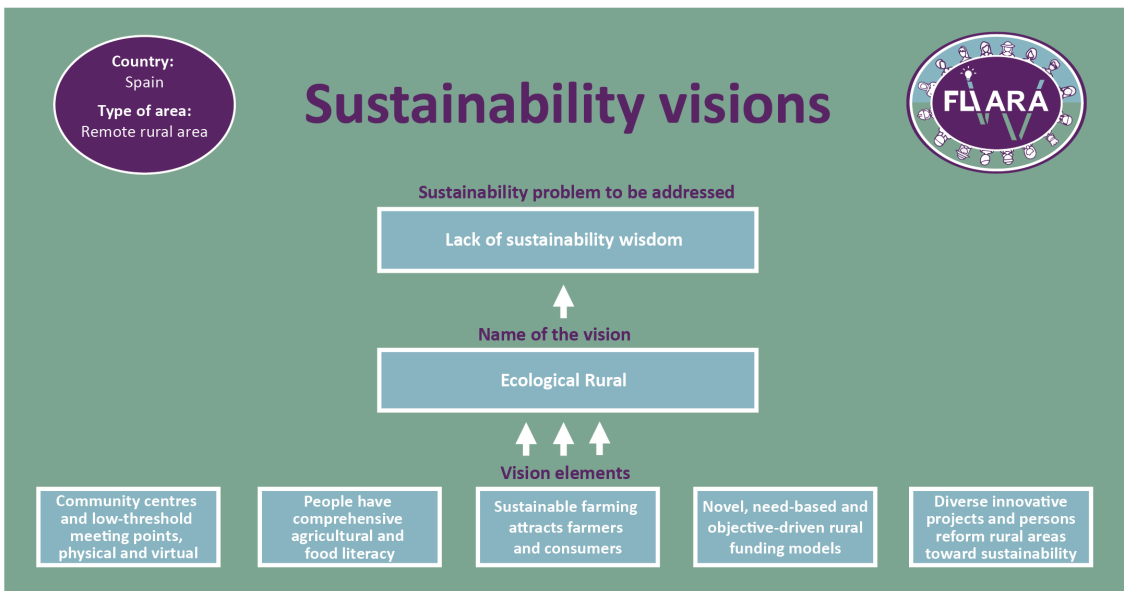 Country:
Spain
Type of area:
Remote rural area
Sustainability visions
FLIARA
Sustainability problem to be addressed
Lack of sustainability wisdom
Name of the vision
Ecological Rural
Vision elements
Community centres
and low-threshold
meeting points,
physical and virtual
People have
comprehensive
agricultural and
food literacy
Sustainable farming
attracts farmers
and consumers
Novel, need-based and
objective-driven rural
funding models
Diverse innovative
projects and persons
reform rural areas
toward sustainability